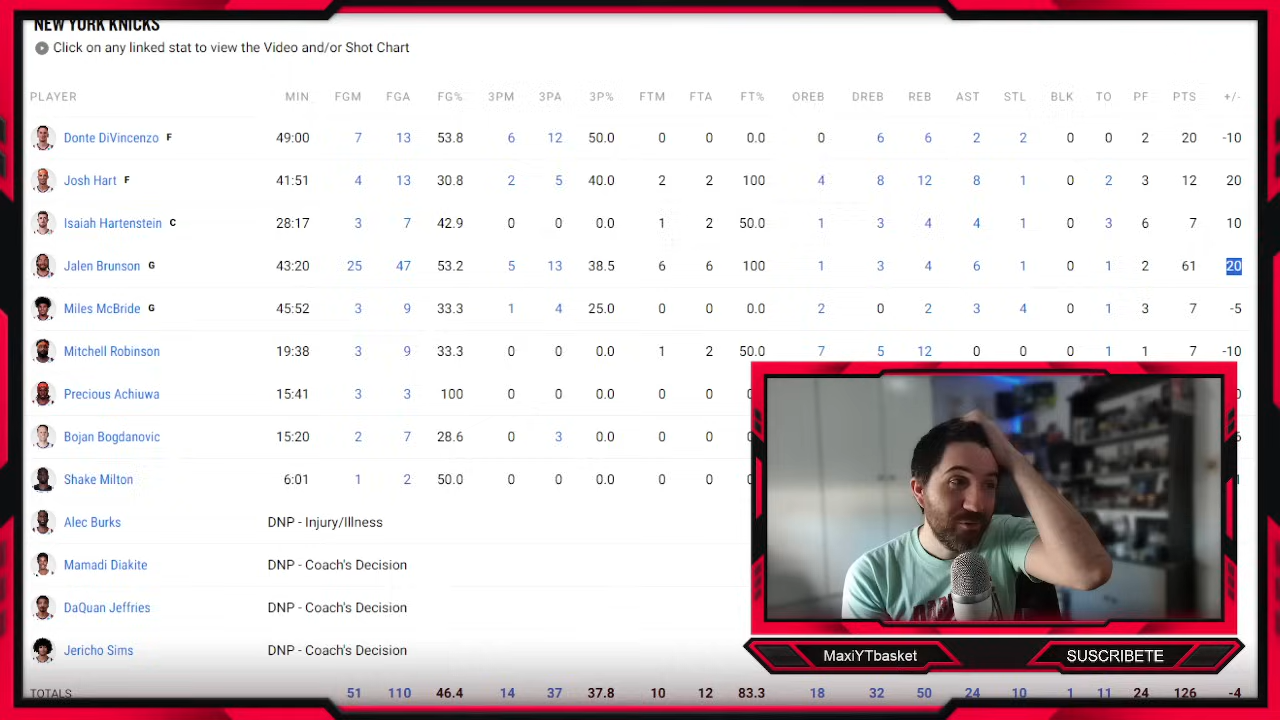 NEW YORK KNICKS
Click on any linked stat to view the Video and/or Shot Chart
PLAYER MIN FGM FGA FG% 3PM 3PA 3P% FTM FTA FT% OREB DREB REB AST STL BLK TO PF PTS +/-
Donte DiVincenzo F 49:00 7 13 53.8 6 12 50.0 0 0 0.0 0 6 6 2 2 0 0 2 20 -10
Josh Hart F 41:51 4 13 30.8 2 5 40.0 2 2 100 4 8 12 8 1 0 2 3 12 20
Isaiah Hartenstein C 28:17 3 7 42.9 0 0 0.0 1 2 50.0 1 3 4 4 1 0 3 6 7 10
Jalen Brunson G 43:20 25 47 53.2 5 13 38.5 6 6 100 1 3 4 6 1 0 1 2 61 20
Miles McBride G 45:52 3 9 33.3 1 4 25.0 0 0 0.0 2 0 2 3 4 0 1 3 7 -5
Mitchell Robinson 19:38 3 9 33.3 0 0 0.0 1 2 50.0 7 5 12 0 0 0 1 1 7 -10
Precious Achiuwa 15:41 3 3 100 0 0 0.0 0 0
Bojan Bogdanovic 15:20 2 7 28.6 0 3 0.0 0 0
Shake Milton 6:01 1 2 50.0 0 0 0.0 0 0
Alec Burks DNP - Injury/Illness
Mamadi Diakite DNP - Coach's Decision
DaQuan Jeffries DNP - Coach's Decision
Jericho Sims DNP - Coach's Decision
TOTALS 51 110 46.4 14 37 37.8 10 12 83.3 18 32 50 24 10 1 11 24 126 -4
MaxiYTbasket
SUSCRIBETE